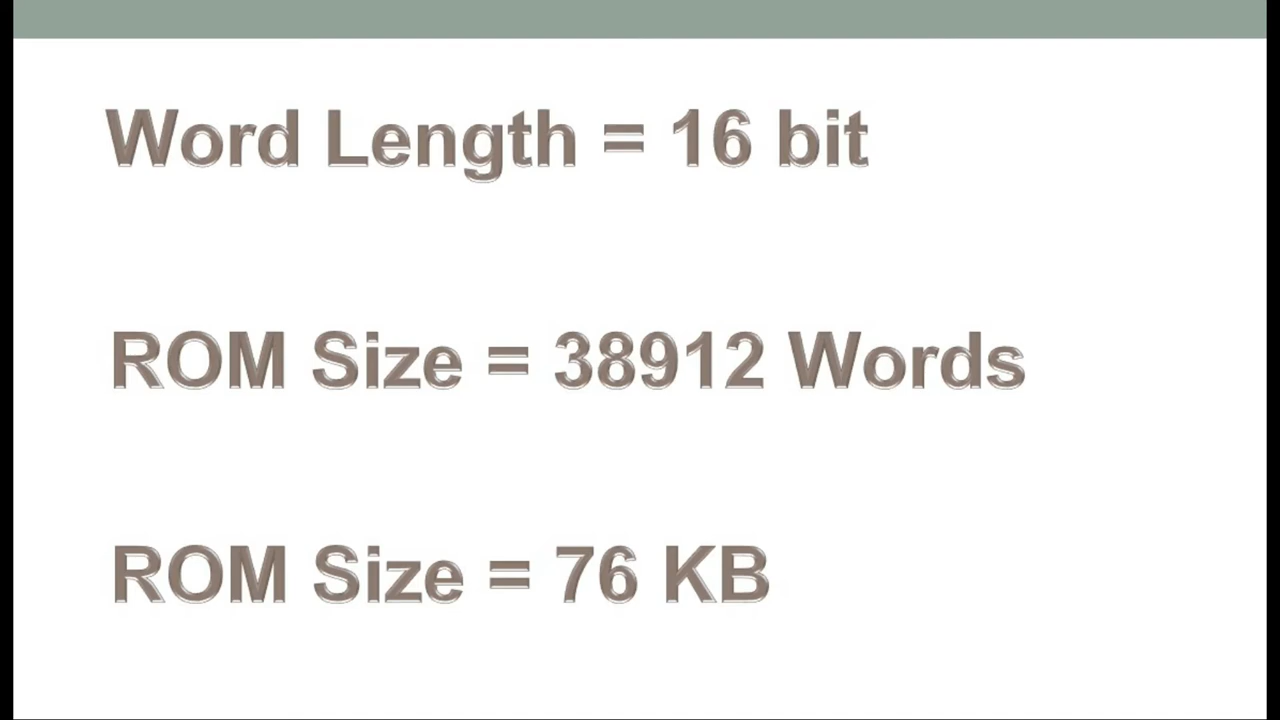 Word Length = 16 bit
ROM Size = 38912 Words
ROM Size = 76 KB